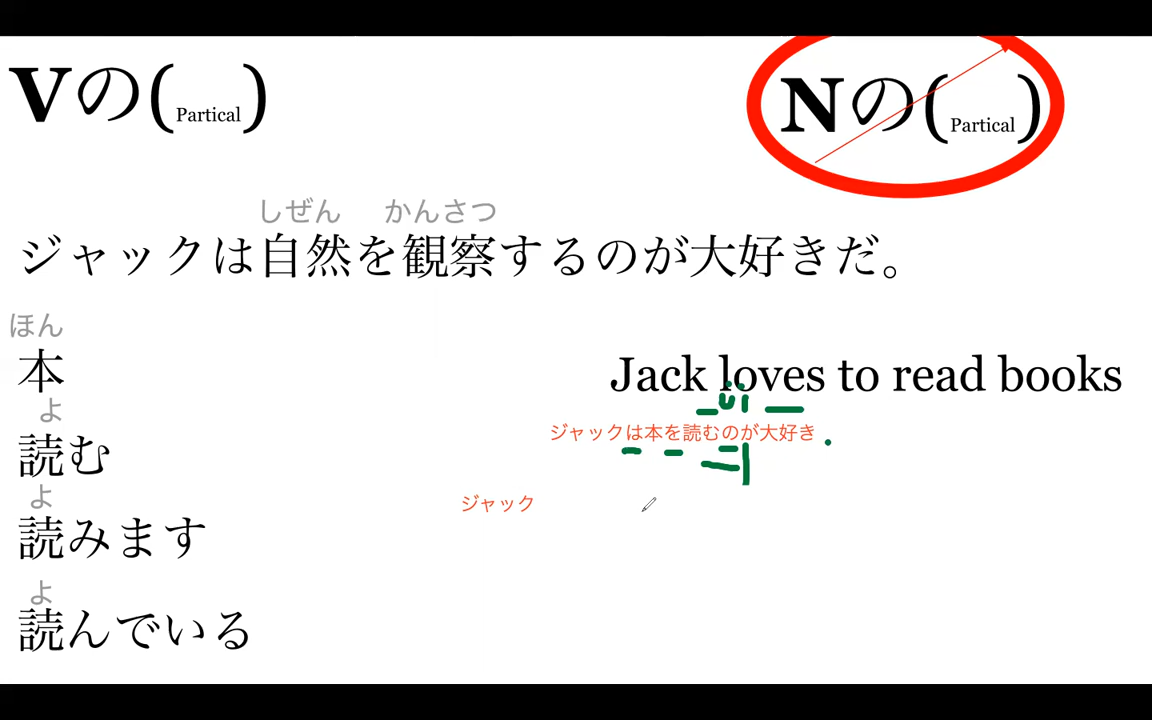 Vの(Partical)
Nの(Partical)
しぜん かんさつ
ジャックは自然を観察するのが大好きだ。
ほん
本
Jack loves to read books
よ
読む
ジャックは本を読むのが大好き.
よ
読みます
ジャック
よ
読んでいる